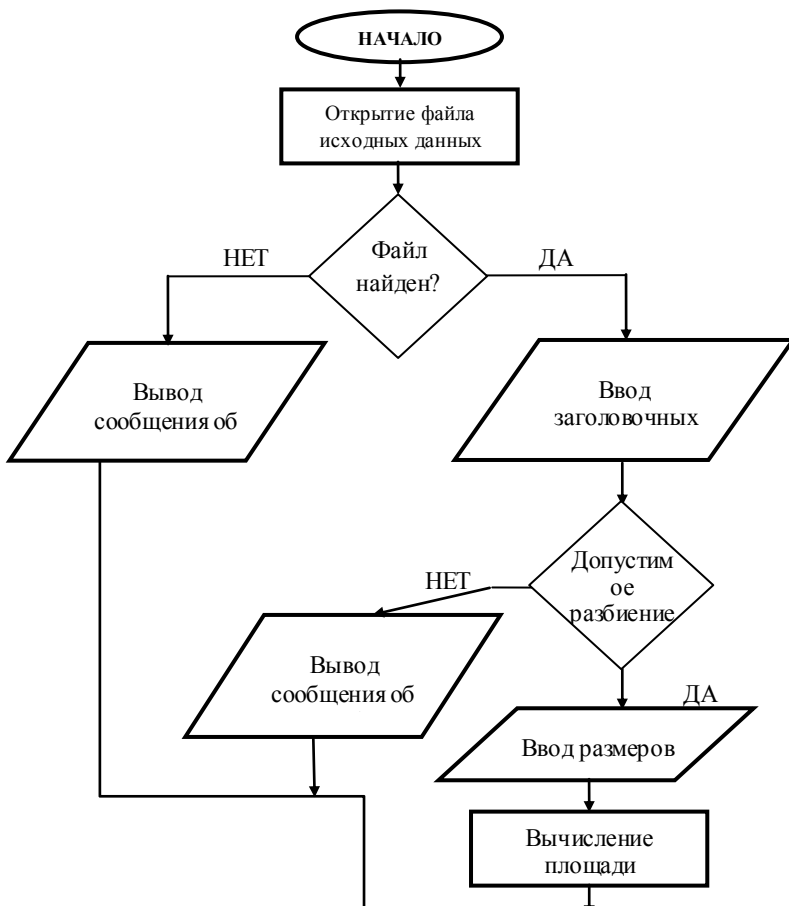 НАЧАЛО
Открытие файла
исходных данных
Файл
найден?
НЕТ
ДА
Вывод
сообщения об
Ввод
заголовочных
Допустим
ое
разбиение
НЕТ
Вывод
сообщения об
ДА
Ввод размеров
Вычисление
площади